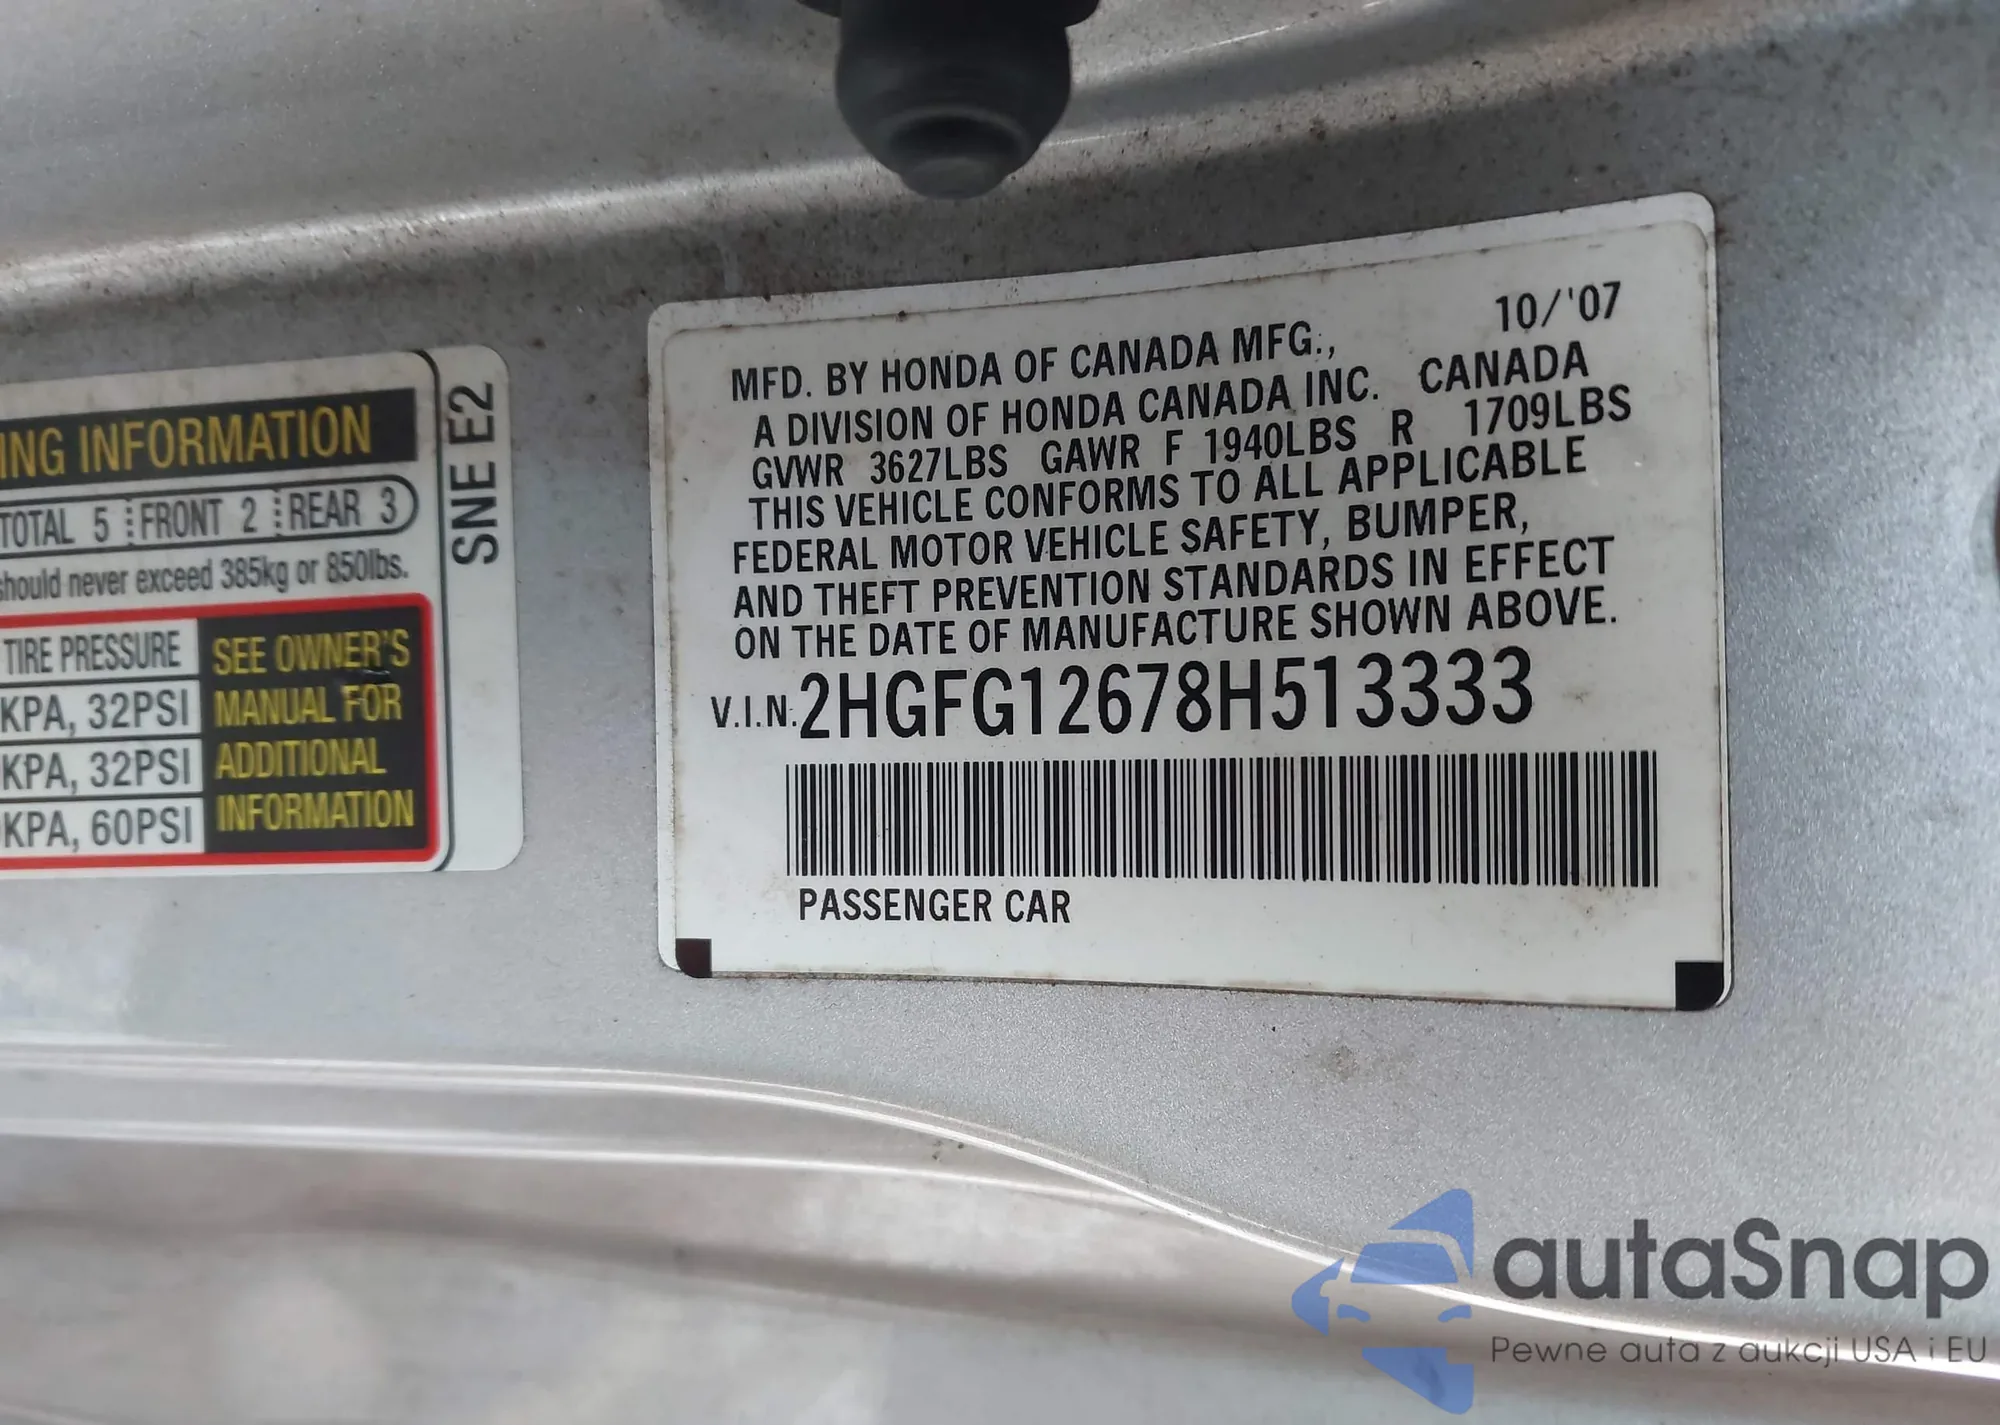 ING INFORMATION
TOTAL 5 FRONT 2 REAR 3
should never exceed 385kg or 850lbs.
TIRE PRESSURE
KPA, 32PSI
KPA, 32PSI
KPA, 60PSI
SEE OWNER'S
MANUAL FOR
ADDITIONAL
INFORMATION
SNE E2
10/'07
MFD. BY HONDA OF CANADA MFG.,
A DIVISION OF HONDA CANADA INC. CANADA
GVWR 3627LBS GAWR F 1940LBS R 1709LBS
THIS VEHICLE CONFORMS TO ALL APPLICABLE
FEDERAL MOTOR VEHICLE SAFETY, BUMPER,
AND THEFT PREVENTION STANDARDS IN EFFECT
ON THE DATE OF MANUFACTURE SHOWN ABOVE.
V.I.N.:2HGFG12678H513333
PASSENGER CAR
autaSnap
Pewne auta z aukcji USA i EU